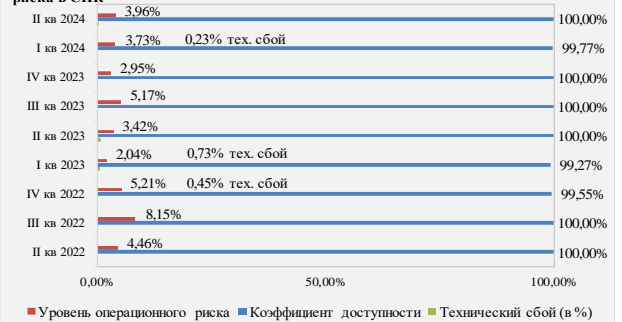 риска в СПК
II кв 2024 3,96% 100,00%
I кв 2024 3,73% 0,23% тех. сбой 99,77%
IV кв 2023 2,95% 100,00%
III кв 2023 5,17% 100,00%
II кв 2023 3,42% 100,00%
I кв 2023 2,04% 0,73% тех. сбой 99,27%
IV кв 2022 5,21% 0,45% тех. сбой 99,55%
III кв 2022 8,15% 100,00%
II кв 2022 4,46% 100,00%
0,00% 50,00% 100,00%
Уровень операционного риска Коэффициент доступности Технический сбой (в %)